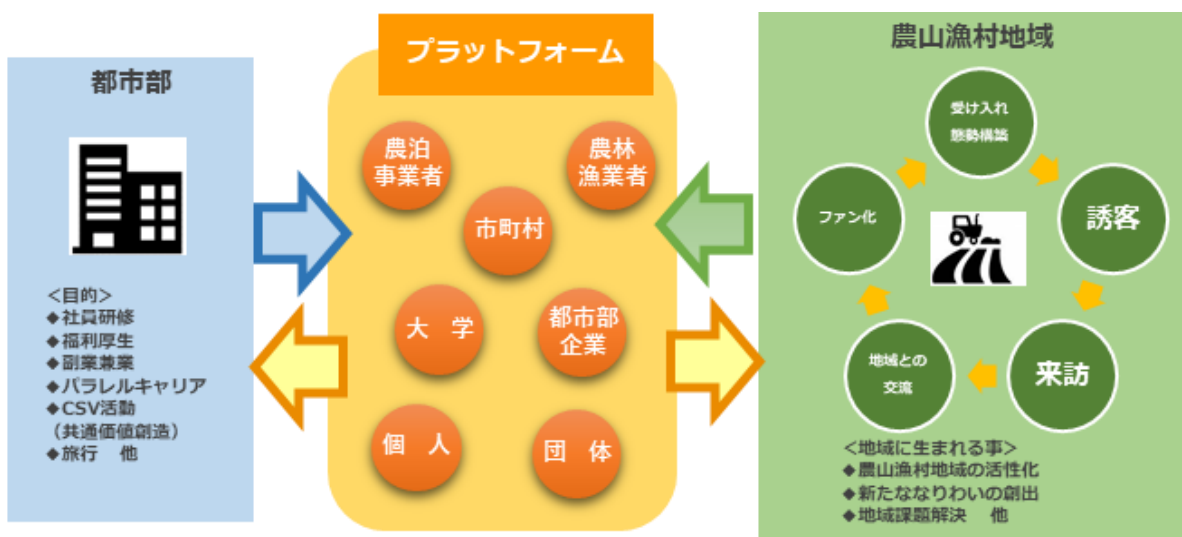 都市部
<目的>
◆社員研修
◆福利厚生
◆副業兼業
◆パラレルキャリア
◆CSV活動
（共通価値創造）
◆旅行　他
プラットフォーム
農泊
事業者
農林
漁業者
市町村
大　学
都市部
企業
個　人
団　体
農山漁村地域
受け入れ
態勢構築
誘客
来訪
地域との
交流
ファン化
<地域に生まれる事>
◆農山漁村地域の活性化
◆新たななりわいの創出
◆地域課題解決　他